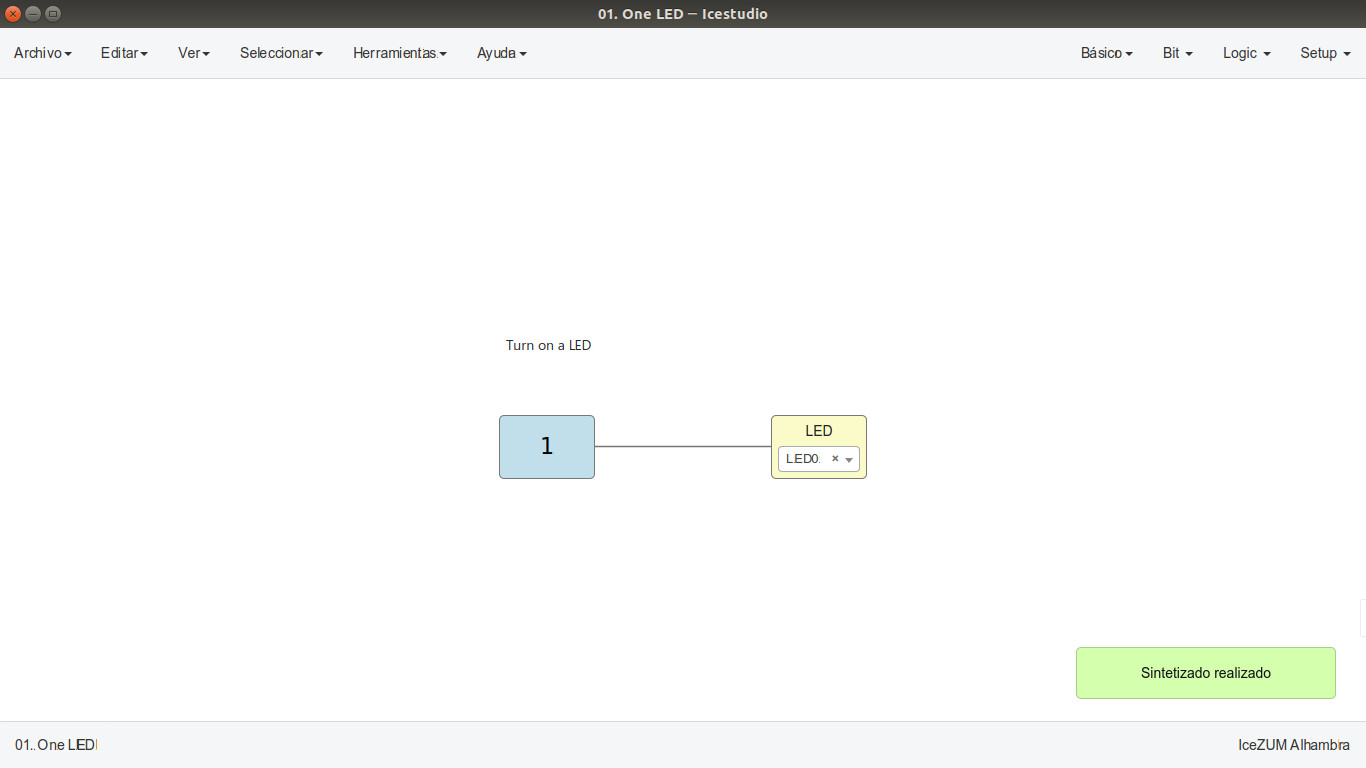 01. One LED — Icestudio
Archivo Editar Ver Seleccionar Herramientas Ayuda Básico Bit Logic Setup
Turn on a LED
1
LED
LED0
Sintetizado realizado
01. One LED IceZUM Alhambra